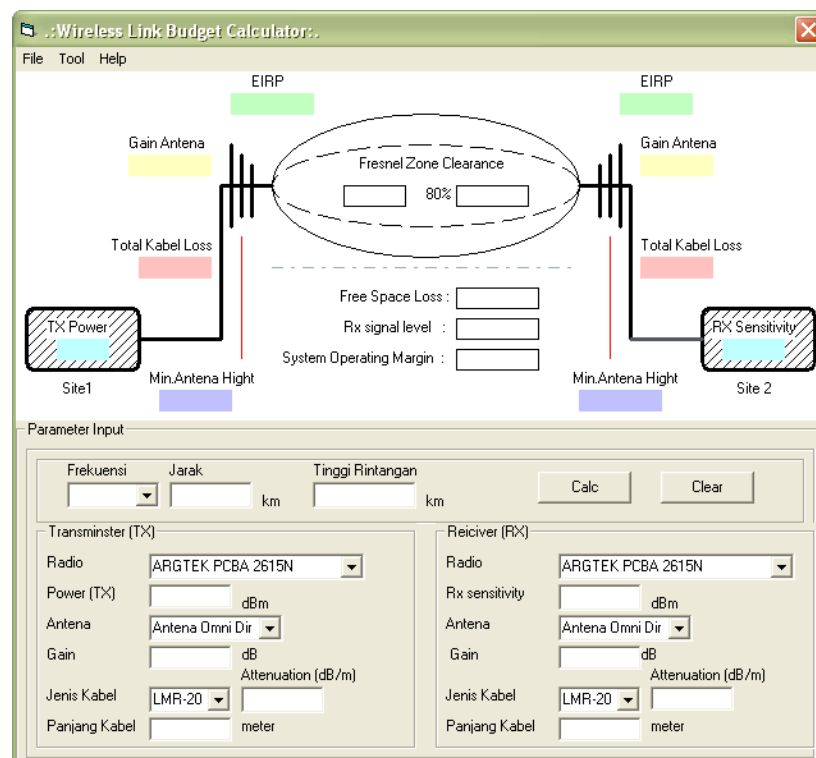 .:Wireless Link Budget Calculator:.
File Tool Help
EIRP EIRP
Gain Antena Gain Antena
Fresnel Zone Clearance
80%
Total Kabel Loss Total Kabel Loss
Free Space Loss :
TX Power Rx signal level : RX Sensitivity
System Operating Margin :
Site1 Min.Antena Hight Min.Antena Hight Site 2
Parameter Input
Frekuensi Jarak Tinggi Rintangan
km km Calc Clear
Transminster (TX) Reiciver (RX)
Radio ARGTEK PCBA 2615N Radio ARGTEK PCBA 2615N
Power (TX) dBm Rx sensitivity dBm
Antena Antena Omni Dir Antena Antena Omni Dir
Gain dB Gain dB
Attenuation (dB/m) Attenuation (dB/m)
Jenis Kabel LMR-20 Jenis Kabel LMR-20
Panjang Kabel meter Panjang Kabel meter